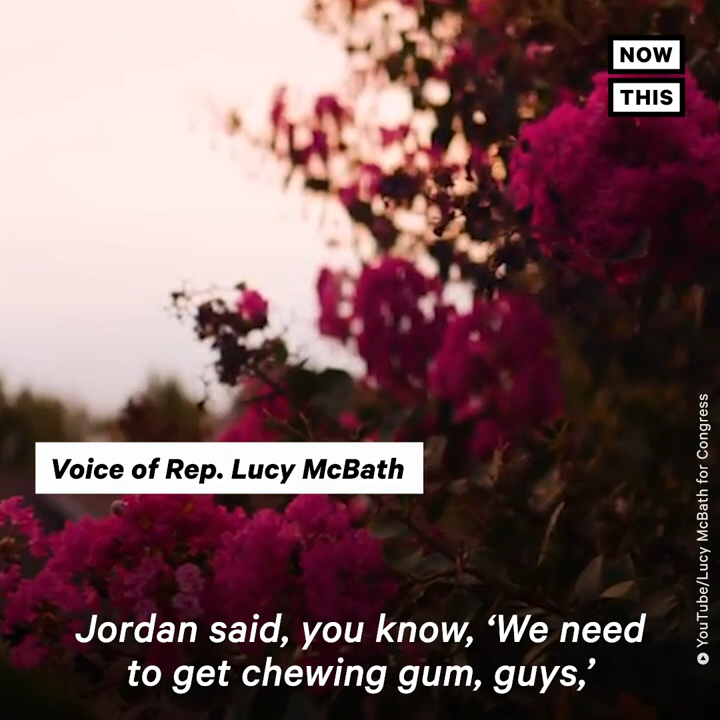 NOW
THIS
Voice of Rep. Lucy McBath
YouTube/Lucy McBath for Congress
Jordan said, you know, ‘We need
to get chewing gum, guys,’